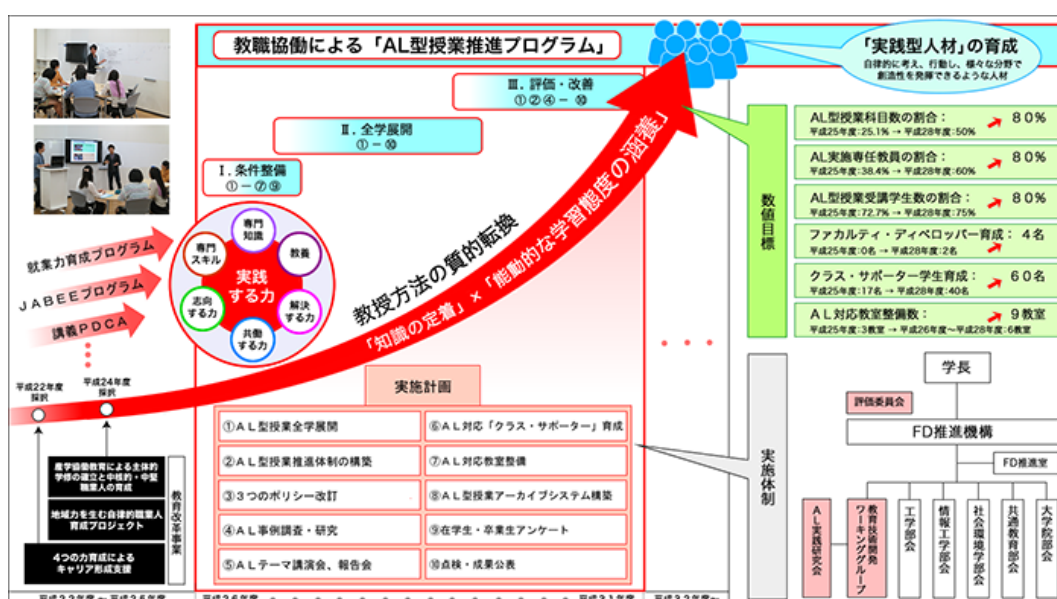 教職協働による「AL型授業推進プログラム」
「実践型人材」の育成
自律的に考え、行動し、様々な分野で
創造性を発揮できるような人材
Ⅲ. 評価・改善
①②④－⑩
Ⅱ. 全学展開
①－⑩
Ⅰ. 条件整備
①－⑦⑨
専門
知識
専門
スキル
教養
実践
する力
志向
する力
解決
する力
共働
する力
就業力育成プログラム
JABEEプログラム
講義PDCA
教授方法の質的転換
「知識の定着」×「能動的な学習態度の涵養」
平成22年度
採択
平成24年度
採択
数値目標
AL型授業科目数の割合： 80%
平成25年度:25.1% → 平成28年度:50%
AL実施専任教員の割合： 80%
平成25年度:38.4% → 平成28年度:60%
AL型授業受講学生数の割合： 80%
平成25年度:72.7% → 平成28年度:75%
ファカルティ・ディベロッパー育成： 4名
平成25年度:0名 → 平成28年度:2名
クラス・サポーター学生育成： 60名
平成25年度:17名 → 平成28年度:40名
AL対応教室整備数： 9教室
平成25年度:3教室 → 平成26年度～平成28年度:6教室
実施計画
①AL型授業全学展開
②AL型授業推進体制の構築
③3つのポリシー改訂
④AL事例調査・研究
⑤ALテーマ講演会、報告会
⑥AL対応「クラス・サポーター」育成
⑦AL対応教室整備
⑧AL型授業アーカイブシステム構築
⑨在学生・卒業生アンケート
⑩点検・成果公表
実施体制
学長
評価委員会
FD推進機構
FD推進室
AL実践研究会
教育技術開発
ワーキンググループ
工学部会
情報工学部会
社会環境学部会
共通教育部会
大学院部会
産学協働教育による主体的
学修の確立と中核的・中堅
職業人の育成
地域力を生む自律的職業人
育成プロジェクト
4つの力育成による
キャリア形成支援
教育改革事業
平成22年度～平成25年度
平成26年度
平成31年度
平成32年度～